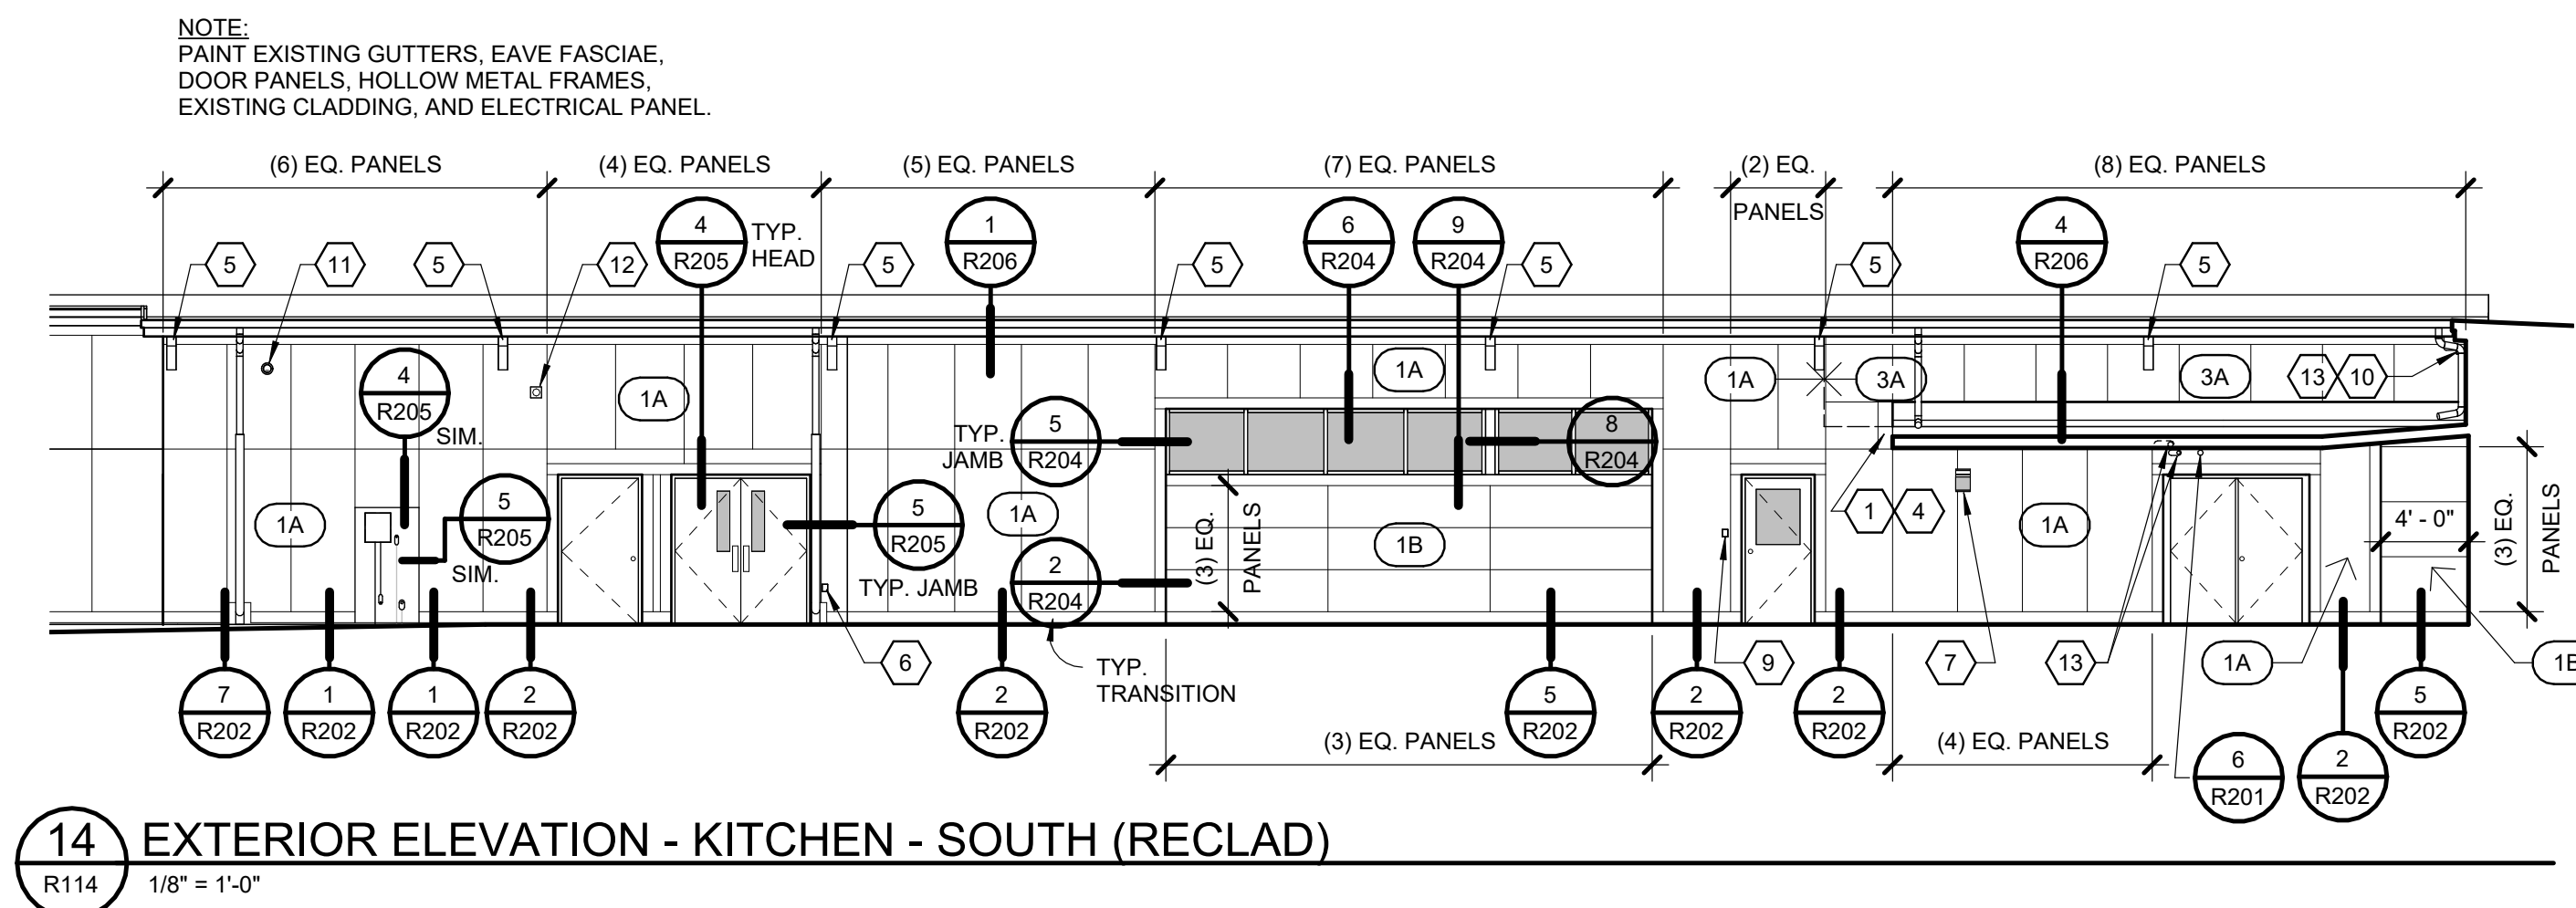 NOTE:
PAINT EXISTING GUTTERS, EAVE FASCIAE,
DOOR PANELS, HOLLOW METAL FRAMES,
EXISTING CLADDING, AND ELECTRICAL PANEL.
(6) EQ. PANELS
(4) EQ. PANELS
(5) EQ. PANELS
(7) EQ. PANELS
(2) EQ.
PANELS
(8) EQ. PANELS
4
R205
TYP.
HEAD
1
R206
6
R204
9
R204
4
R206
5
11
5
12
5
5
5
5
5
4
R205
SIM.
1A
1A
1A
3A
3A
13
10
TYP.
JAMB
5
R204
8
R204
1A
5
R205
SIM.
5
R205
TYP. JAMB
1A
2
R204
(3) EQ.
PANELS
1B
1
4
1A
4' - 0"
(3) EQ.
PANELS
6
TYP.
TRANSITION
9
7
13
1A
1B
7
R202
1
R202
1
R202
2
R202
2
R202
5
R202
2
R202
2
R202
5
R202
(3) EQ. PANELS
(4) EQ. PANELS
6
R201
2
R202
14
R114
EXTERIOR ELEVATION - KITCHEN - SOUTH (RECLAD)
1/8" = 1'-0"